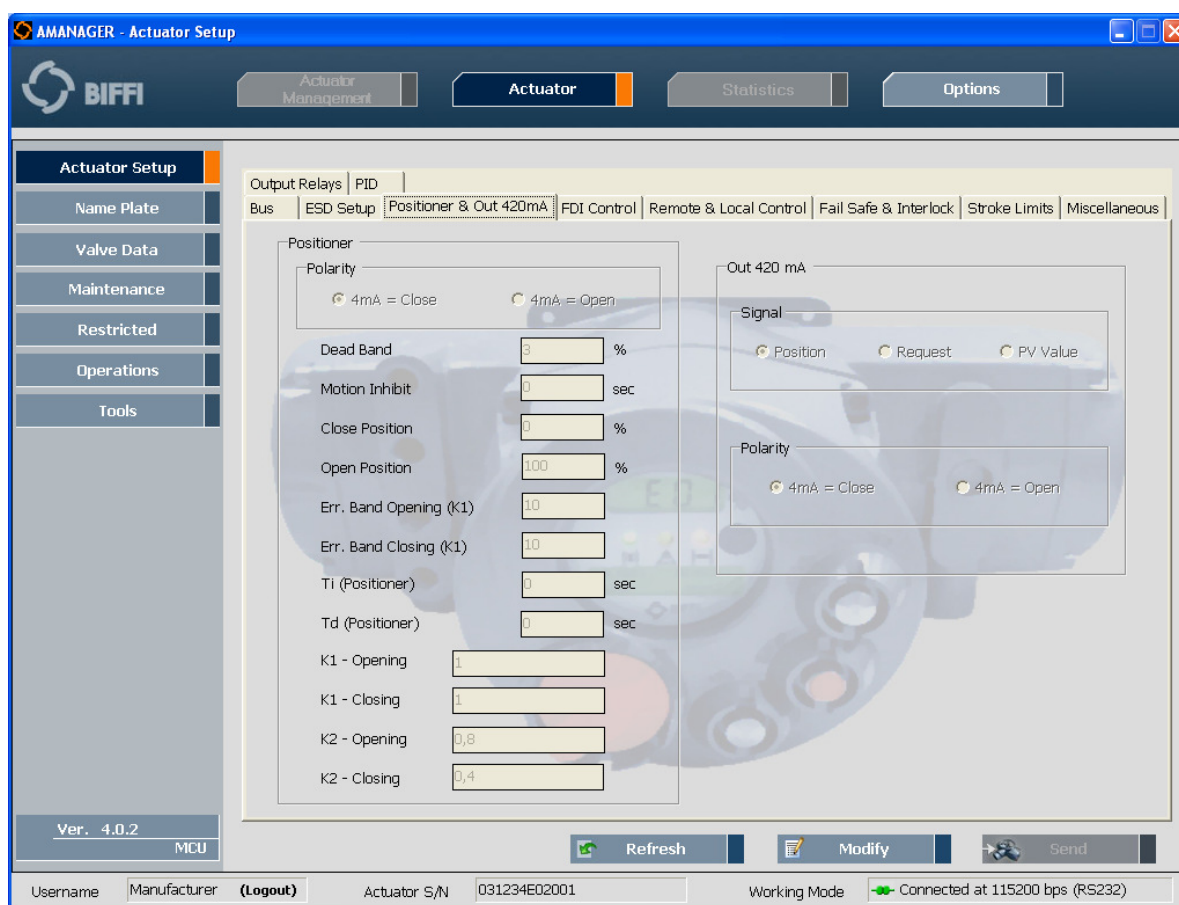 AMANAGER - Actuator Setup
BIFFI
Actuator Management
Actuator
Statistics
Options
Actuator Setup
Name Plate
Valve Data
Maintenance
Restricted
Operations
Tools
Output Relays PID
Bus ESD Setup Positioner & Out 420mA FDI Control Remote & Local Control Fail Safe & Interlock Stroke Limits Miscellaneous
Positioner
Polarity
4mA = Close 4mA = Open
Dead Band 3 %
Motion Inhibit 0 sec
Close Position 0 %
Open Position 100 %
Err. Band Opening (K1) 10
Err. Band Closing (K1) 10
Ti (Positioner) 0 sec
Td (Positioner) 0 sec
K1 - Opening 1
K1 - Closing 1
K2 - Opening 0,8
K2 - Closing 0,4
Out 420 mA
Signal
Position Request PV Value
Polarity
4mA = Close 4mA = Open
Ver. 4.0.2
MCU
Refresh Modify Send
Username Manufacturer (Logout) Actuator S/N 031234E02001 Working Mode Connected at 115200 bps (RS232)